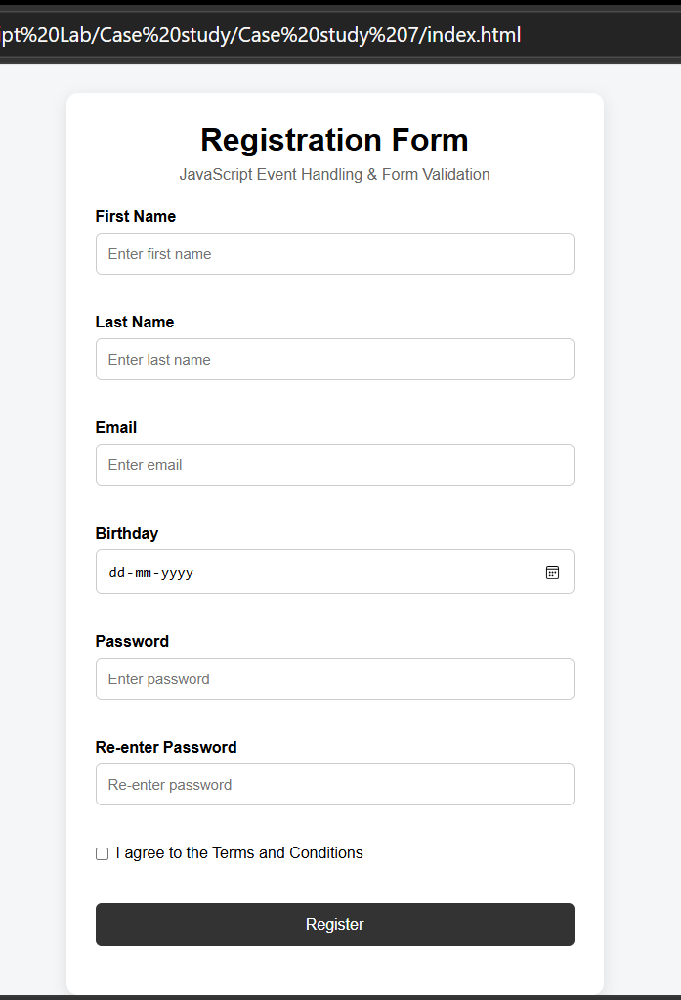 ipt%20Lab/Case%20study/Case%20study%207/index.html
Registration Form
JavaScript Event Handling & Form Validation
First Name
Enter first name
Last Name
Enter last name
Email
Enter email
Birthday
dd-mm-yyyy
Password
Enter password
Re-enter Password
Re-enter password
I agree to the Terms and Conditions
Register